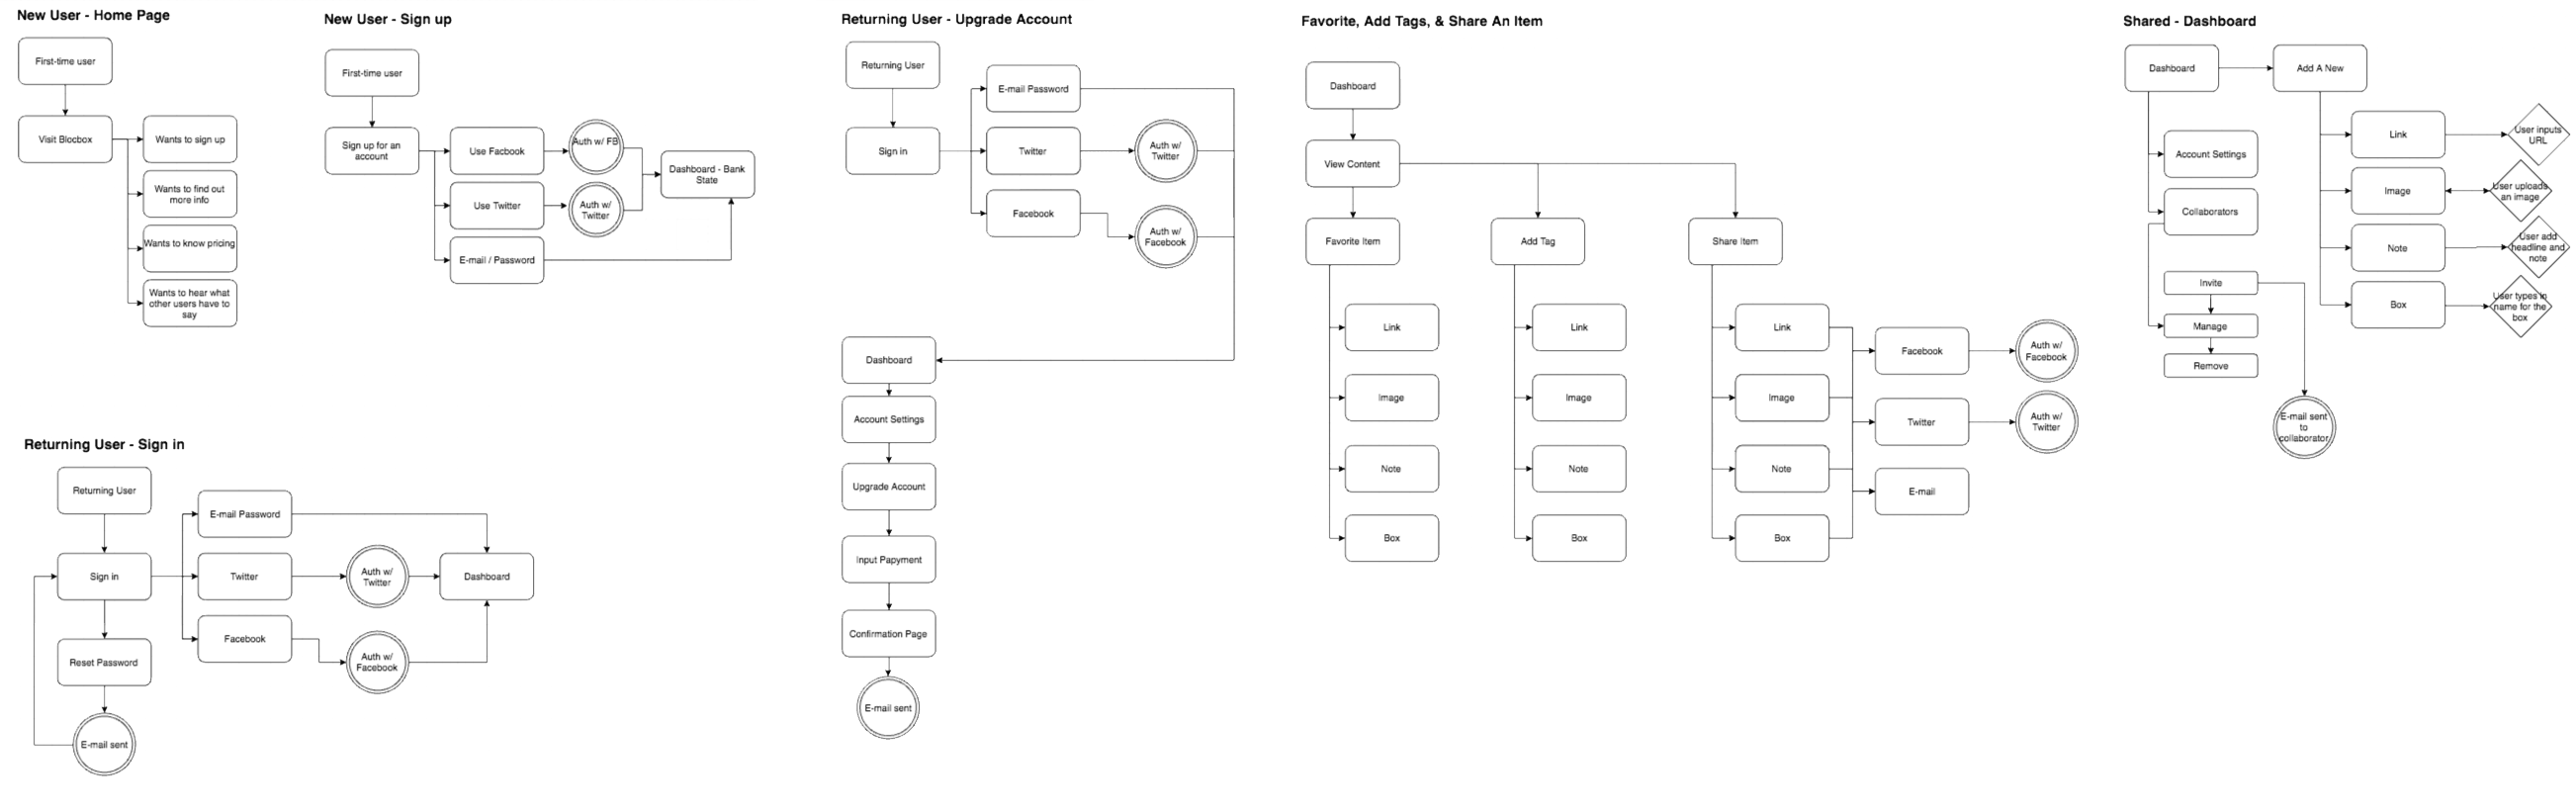 New User - Home Page
First-time user
Visit Blocbox
Wants to sign up
Wants to find out
more info
Wants to know pricing
Wants to hear what
other users have to
say
New User - Sign up
First-time user
Sign up for an
account
Use Facbook
Auth w/ FB
Use Twitter
Auth w/
Twitter
E-mail / Password
Dashboard - Bank
State
Returning User - Sign in
Returning User
Sign in
Reset Password
E-mail sent
E-mail Password
Twitter
Auth w/
Twitter
Facebook
Auth w/
Facebook
Dashboard
Returning User - Upgrade Account
Returning User
Sign in
E-mail Password
Twitter
Auth w/
Twitter
Facebook
Auth w/
Facebook
Dashboard
Account Settings
Upgrade Account
Input Papyment
Confirmation Page
E-mail sent
Favorite, Add Tags, & Share An Item
Dashboard
View Content
Favorite Item
Link
Image
Note
Box
Add Tag
Link
Image
Note
Box
Share Item
Link
Image
Note
Box
Facebook
Auth w/
Facebook
Twitter
Auth w/
Twitter
E-mail
Shared - Dashboard
Dashboard
Add A New
Account Settings
Collaborators
Invite
Manage
Remove
E-mail sent
to
collaborator
Link
User inputs
URL
Image
User uploads
an image
Note
User add
headline and
note
Box
User types in
name for the
box